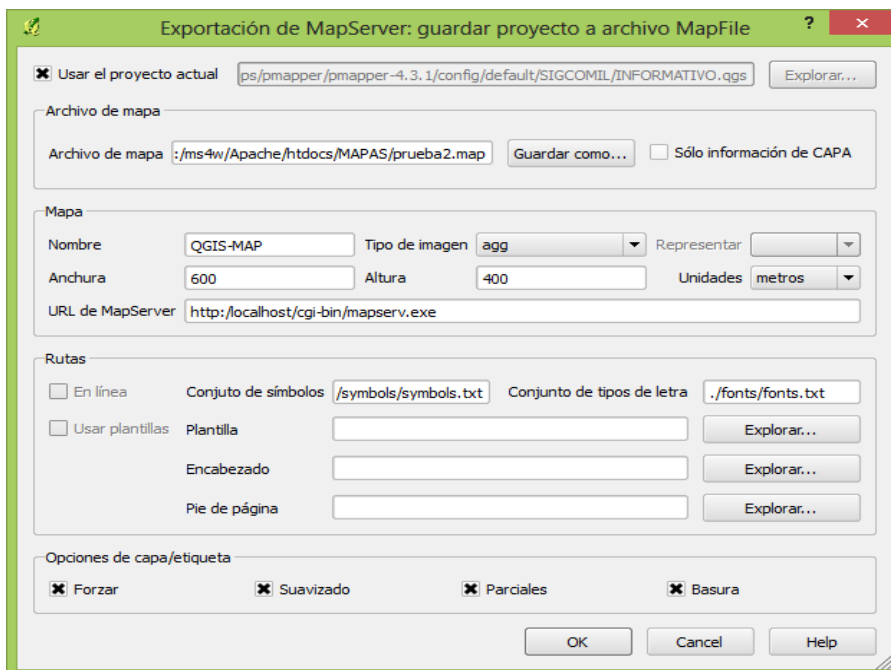 Exportación de MapServer: guardar proyecto a archivo MapFile ?
Usar el proyecto actual ps/pmapper/pmapper-4.3.1/config/default/SIGCOMIL/INFORMATIVO.qgs Explorar...
Archivo de mapa
Archivo de mapa :/ms4w/Apache/htdocs/MAPAS/prueba2.map Guardar como... Sólo información de CAPA
Mapa
Nombre QGIS-MAP Tipo de imagen agg Representar
Anchura 600 Altura 400 Unidades metros
URL de MapServer http:/localhost/cgi-bin/mapserv.exe
Rutas
En línea Conjuto de símbolos /symbols/symbols.txt Conjunto de tipos de letra ./fonts/fonts.txt
Usar plantillas Plantilla Explorar...
Encabezado Explorar...
Pie de página Explorar...
Opciones de capa/etiqueta
Forzar Suavizado Parciales Basura
OK Cancel Help